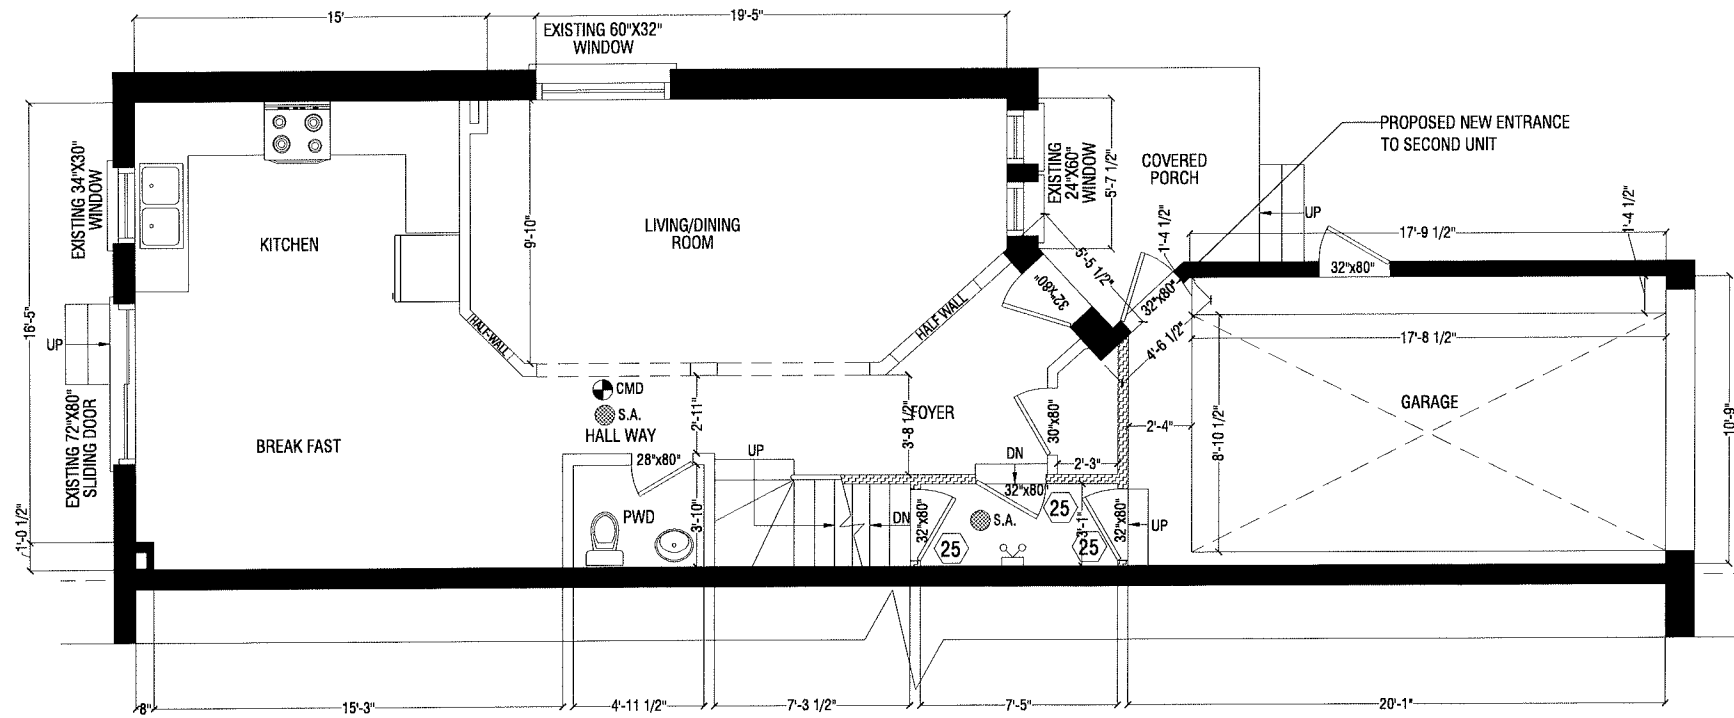 15'
19'-5"
EXISTING 60"X32"
WINDOW
PROPOSED NEW ENTRANCE
TO SECOND UNIT
COVERED
PORCH
EXISTING
24"X60"
WINDOW
5'-7 1/2"
EXISTING 34"X30"
WINDOW
KITCHEN
LIVING/DINING
ROOM
9'-10"
UP
1'-4 1/2"
1'-4 1/2"
17'-9 1/2"
32"x80"
5'-5 1/2"
32"x80"
32"x80"
4'-6 1/2"
17'-8 1/2"
HALF WALL
HALF-WALL
16'-5"
UP
EXISTING 72"X80"
SLIDING DOOR
1'-0 1/2"
CMD
S.A.
HALL WAY
2'-11"
3'-8 1/2"
FOYER
30"x80"
2'-4"
8'-10 1/2"
GARAGE
10'-9"
BREAK FAST
28"x80"
UP
DN
2'-3"
PWD
3'-10"
DN
32"x80"
32"x80"
S.A.
25
25
25
3'-1"
32"x80"
UP
8"
15'-3"
4'-11 1/2"
7'-3 1/2"
7'-5"
20'-1"